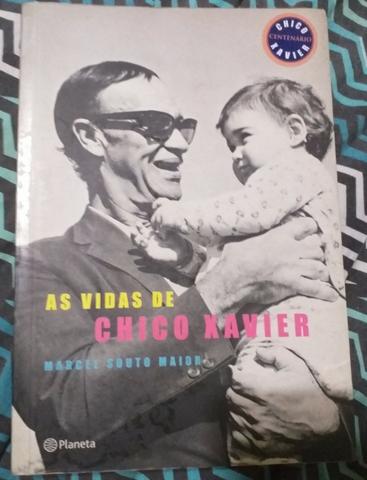 CHICO
CENTENÁRIO
XAVIER
AS VIDAS DE
CHICO XAVIER
MARCEL SOUTO MAIOR
Planeta